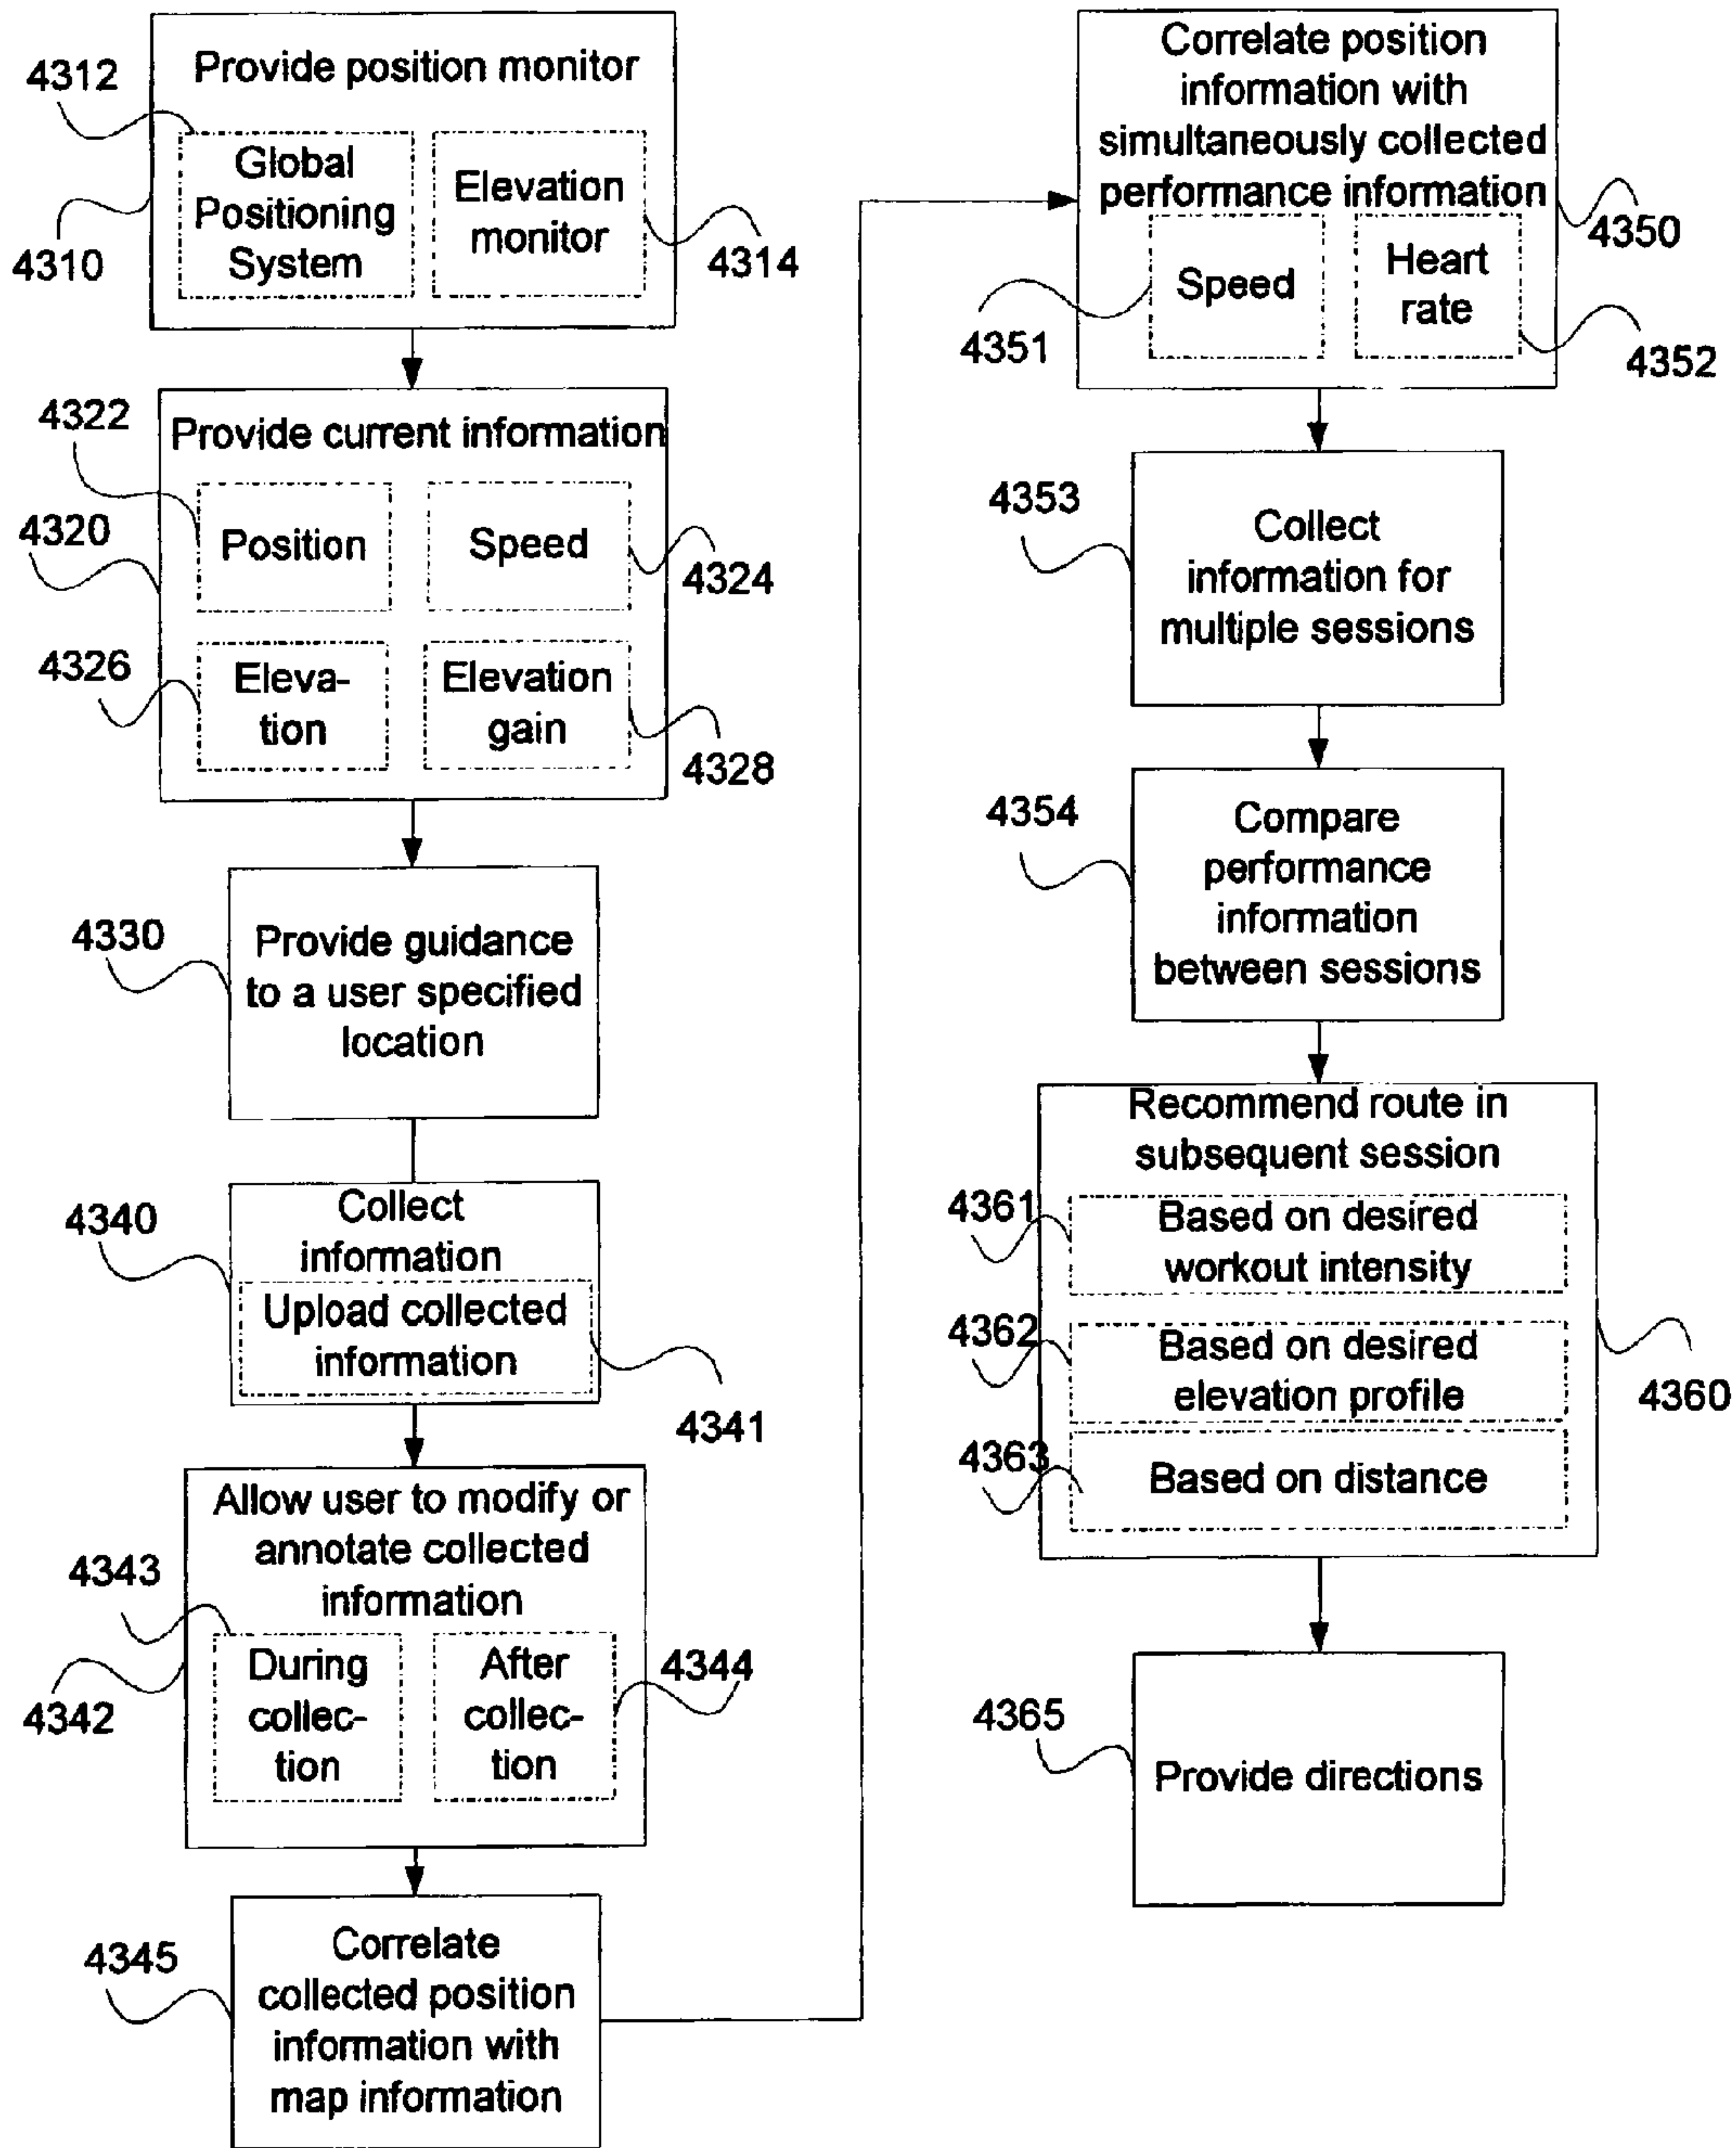 4312
Provide position monitor
Global
Positioning
System
Elevation
monitor
4310
4314
4322
Provide current information
4320
Position
Speed
4324
4326
Eleva-
tion
Elevation
gain
4328
4330
Provide guidance
to a user specified
location
4340
Collect
information
Upload collected
information
4341
Allow user to modify or
annotate collected
information
4343
4342
During
collec-
tion
After
collec-
tion
4344
4345
Correlate
collected position
information with
map information
Correlate position
information with
simultaneously collected
performance information
4350
Speed
Heart
rate
4351
4352
4353
Collect
information for
multiple sessions
4354
Compare
performance
information
between sessions
Recommend route in
subsequent session
4361
Based on desired
workout intensity
4362
Based on desired
elevation profile
4360
4363
Based on distance
4365
Provide directions